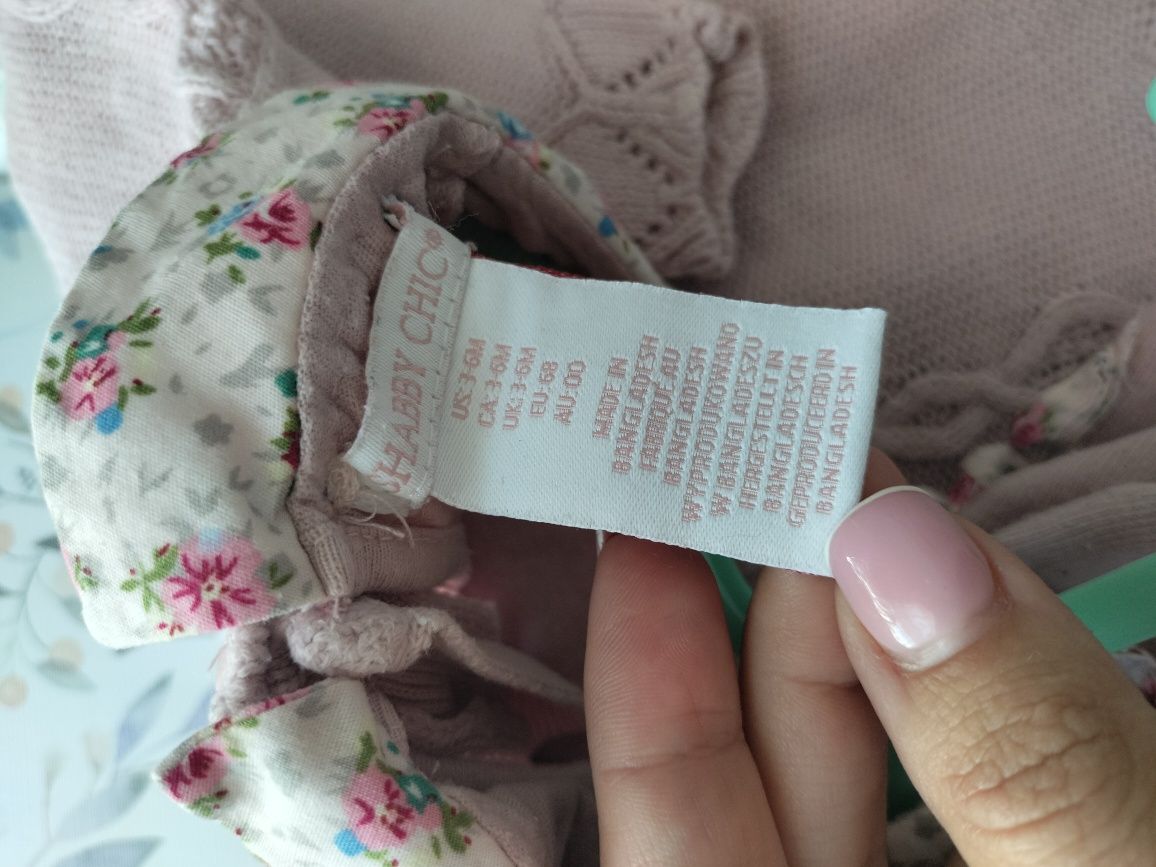 SHABBY CHIC®
US:3-6M
CA:3-6M
UK:3-6M
EU:68
AU:00
MADE IN
BANGLADESH
FABRIQUÉ AU
BANGLADESH
WYPRODUKOWANO
W BANGLADESZU
HERGESTELLT IN
BANGLADESCH
GEPRODUCEERD IN
BANGLADESH